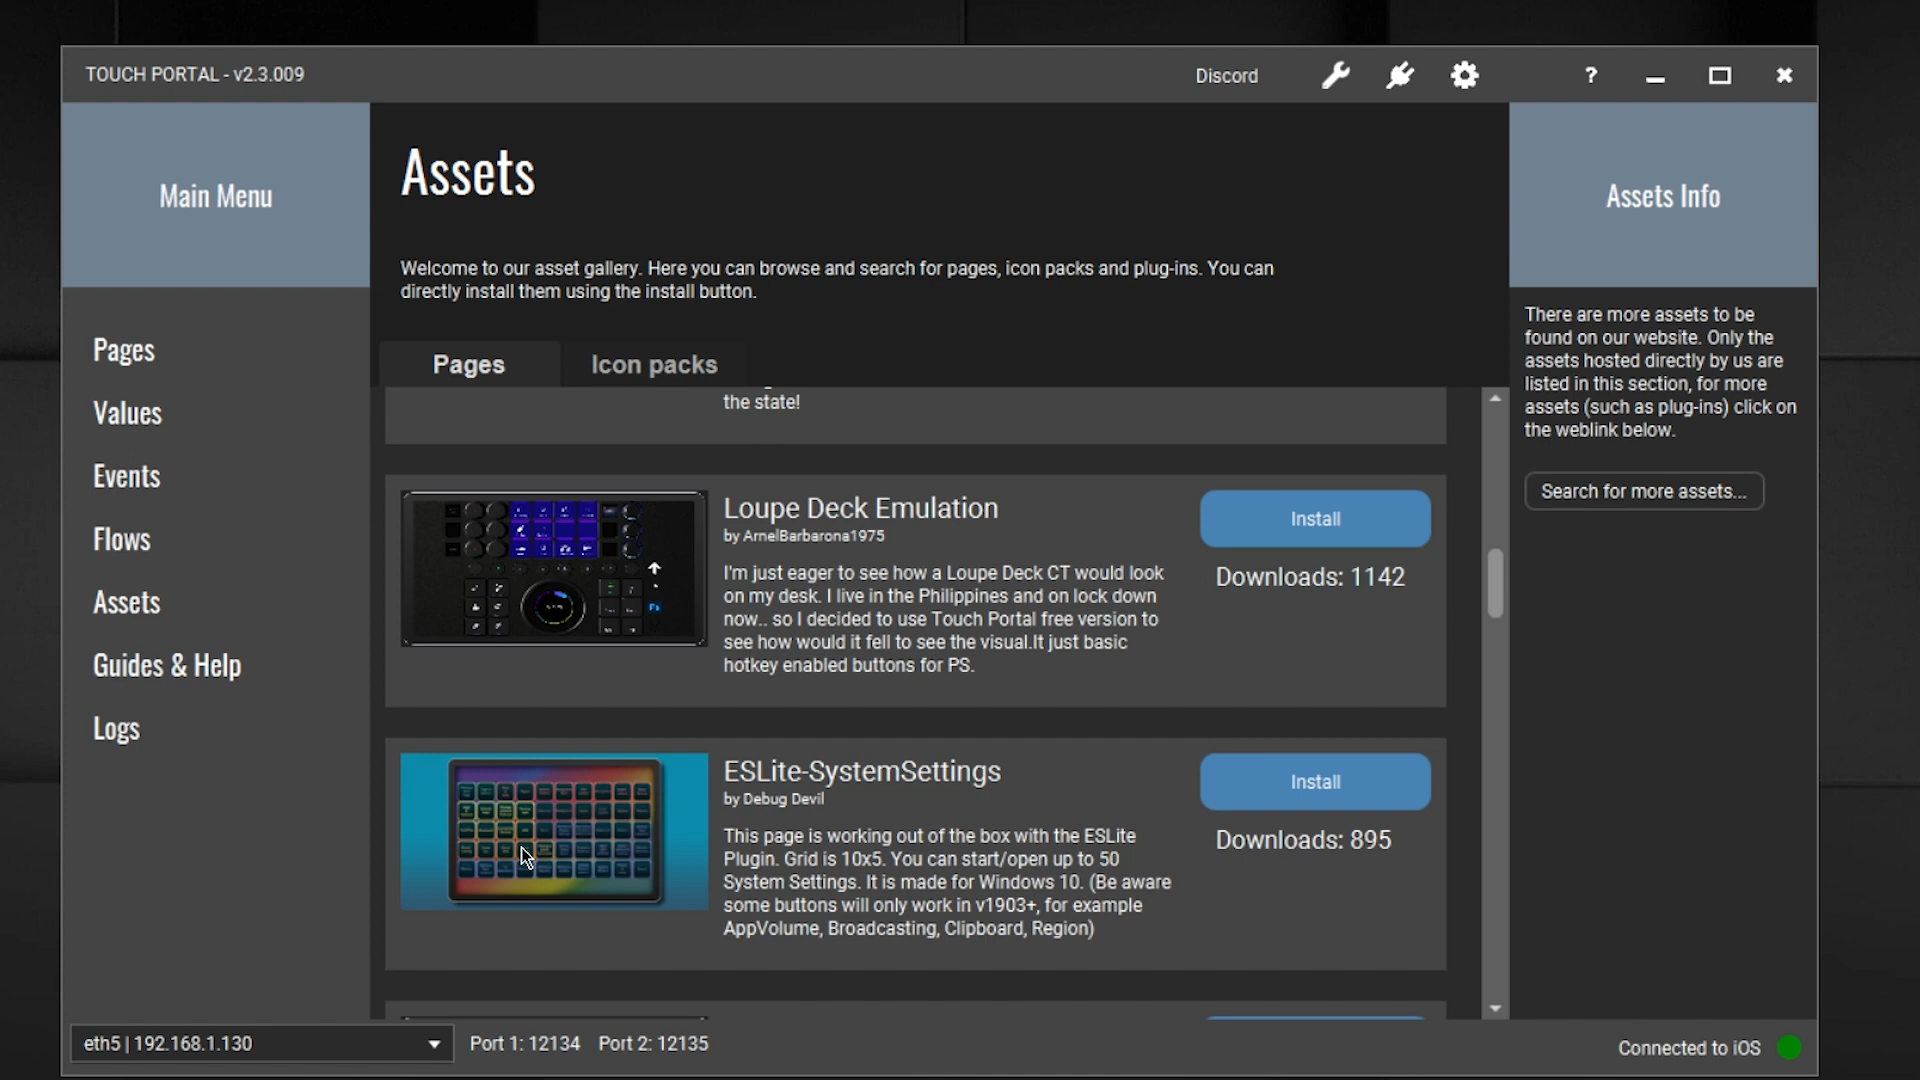 TOUCH PORTAL - v2.3.009
Discord
?
Main Menu
Pages
Values
Events
Flows
Assets
Guides & Help
Logs
Assets
Welcome to our asset gallery. Here you can browse and search for pages, icon packs and plug-ins. You can
directly install them using the install button.
Pages
Icon packs
the state!
Loupe Deck Emulation
by ArnelBarbarona1975
I'm just eager to see how a Loupe Deck CT would look
on my desk. I live in the Philippines and on lock down
now.. so I decided to use Touch Portal free version to
see how would it fell to see the visual.It just basic
hotkey enabled buttons for PS.
Install
Downloads: 1142
ESLite-SystemSettings
by Debug Devil
This page is working out of the box with the ESLite
Plugin. Grid is 10x5. You can start/open up to 50
System Settings. It is made for Windows 10. (Be aware
some buttons will only work in v1903+, for example
AppVolume, Broadcasting, Clipboard, Region)
Install
Downloads: 895
Assets Info
There are more assets to be
found on our website. Only the
assets hosted directly by us are
listed in this section, for more
assets (such as plug-ins) click on
the weblink below.
Search for more assets...
eth5 | 192.168.1.130
Port 1: 12134
Port 2: 12135
Connected to iOS